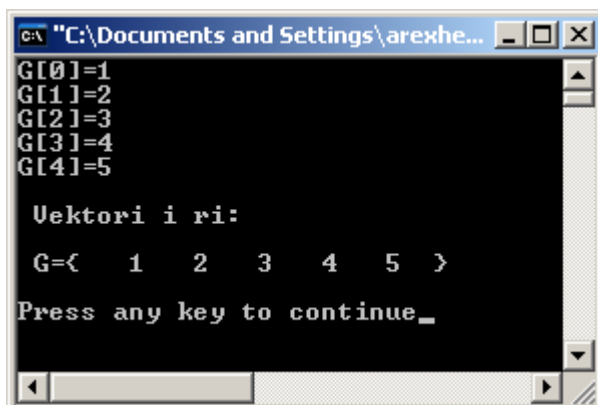 "C:\Documents and Settings\arexhe...
G[0]=1
G[1]=2
G[2]=3
G[3]=4
G[4]=5
Vektori i ri:
G={ 1 2 3 4 5 }
Press any key to continue_